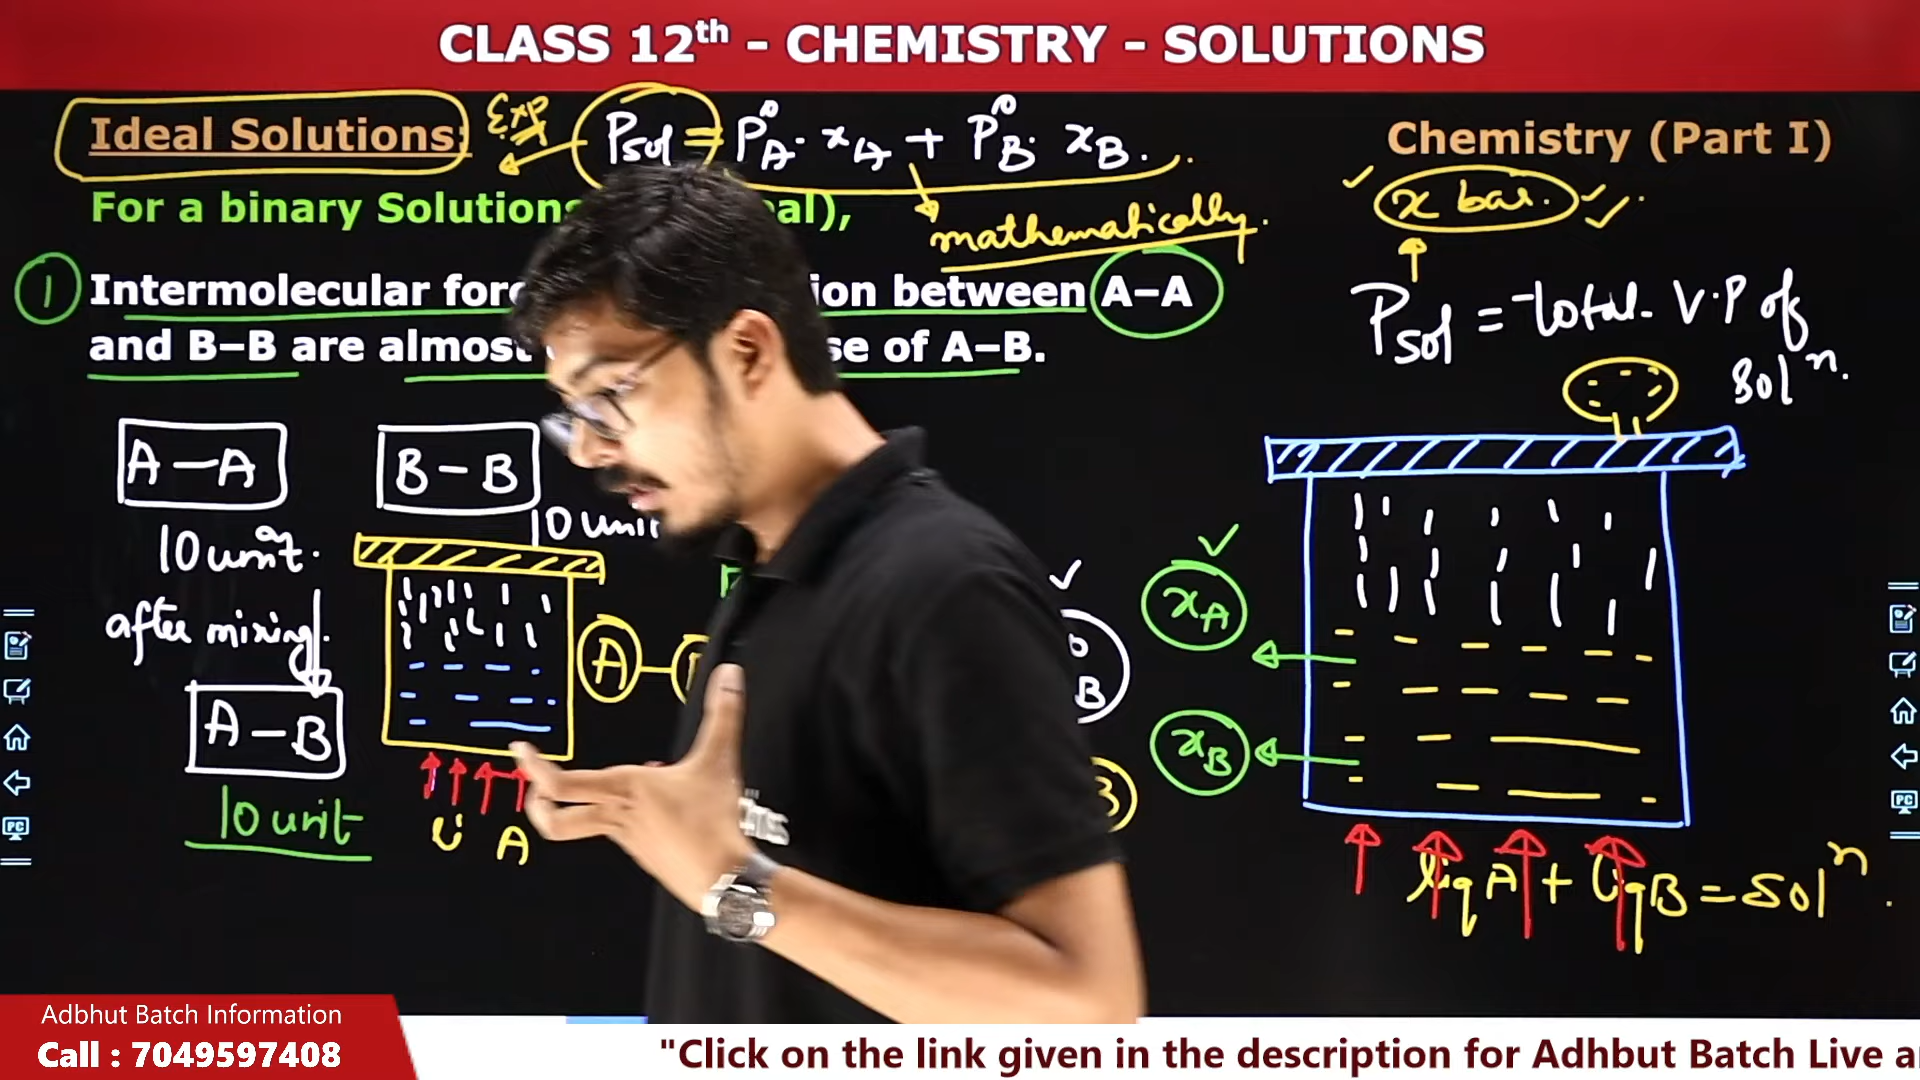 CLASS 12th - CHEMISTRY - SOLUTIONS
Ideal Solutions:
Exp
Psol = P°A · xA + P°B · xB.
Chemistry (Part I)
For a binary Solutions al),
mathematically.
x bar.
1 Intermolecular forc ion between A–A
and B–B are almost se of A–B.
Psol = total V.P of
solⁿ.
A – A
B – B
10 unit.
10 unit
after mixing.
A – B
10 unit
A
A
B
xA
xB
liq A + liq B = solⁿ.
Adbhut Batch Information
Call : 7049597408
"Click on the link given in the description for Adhbut Batch Live a